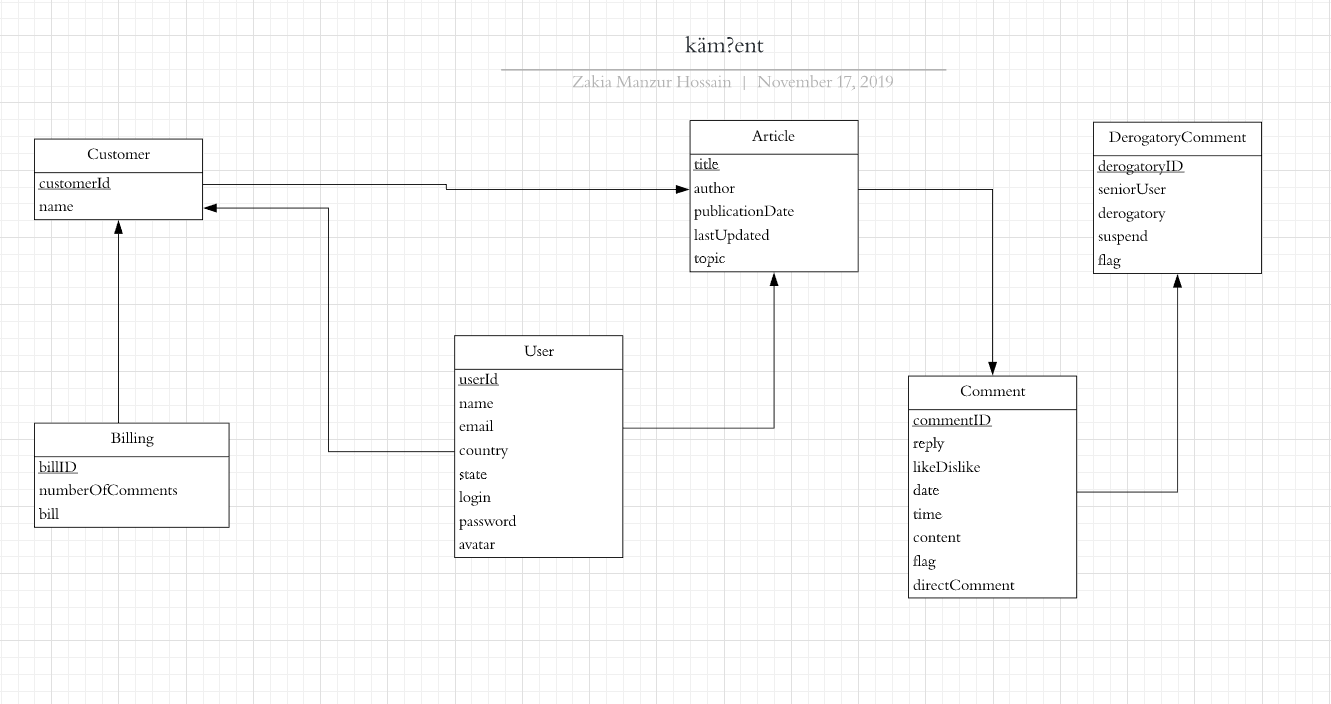 käm?ent
Zakia Manzur Hossain | November 17, 2019
Customer
customerId
name
Article
title
author
publicationDate
lastUpdated
topic
DerogatoryComment
derogatoryID
seniorUser
derogatory
suspend
flag
User
userId
name
email
country
state
login
password
avatar
Comment
commentID
reply
likeDislike
date
time
content
flag
directComment
Billing
billID
numberOfComments
bill